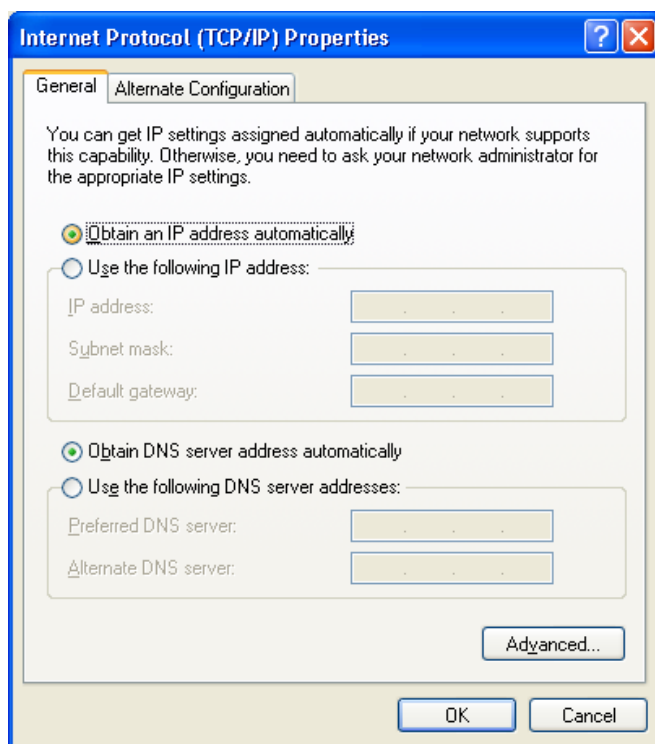 Internet Protocol (TCP/IP) Properties
General
Alternate Configuration
You can get IP settings assigned automatically if your network supports
this capability. Otherwise, you need to ask your network administrator for
the appropriate IP settings.
Obtain an IP address automatically
Use the following IP address:
IP address:
Subnet mask:
Default gateway:
Obtain DNS server address automatically
Use the following DNS server addresses:
Preferred DNS server:
Alternate DNS server:
Advanced...
OK
Cancel